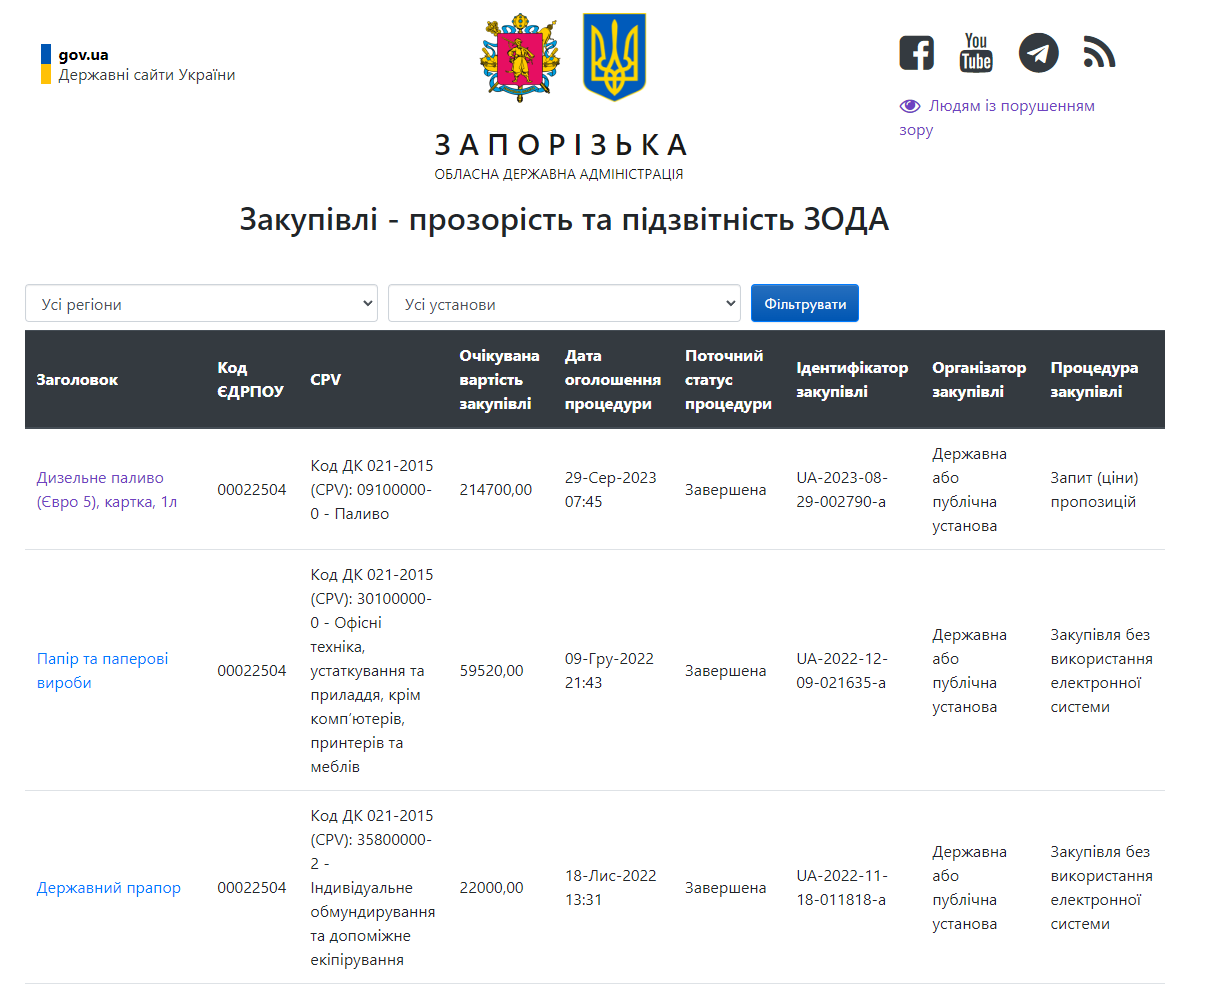 gov.ua
Державні сайти України
You
Tube
Людям із порушенням
зору
ЗАПОРІЗЬКА
ОБЛАСНА ДЕРЖАВНА АДМІНІСТРАЦІЯ
Закупівлі - прозорість та підзвітність ЗОДА
Усі регіони
Усі установи
Фільтрувати
Заголовок
Код
ЄДРПОУ
CPV
Очікувана
вартість
закупівлі
Дата
оголошення
процедури
Поточний
статус
процедури
Ідентифікатор
закупівлі
Організатор
закупівлі
Процедура
закупівлі
Дизельне паливо
(Євро 5), картка, 1л
00022504
Код ДК 021-2015
(CPV): 09100000-
0 - Паливо
214700,00
29-Сер-2023
07:45
Завершена
UA-2023-08-
29-002790-a
Державна
або
публічна
установа
Запит (ціни)
пропозицій
Папір та паперові
вироби
00022504
Код ДК 021-2015
(CPV): 30100000-
0 - Офісні
техніка,
устаткування та
приладдя, крім
комп’ютерів,
принтерів та
меблів
59520,00
09-Гру-2022
21:43
Завершена
UA-2022-12-
09-021635-a
Державна
або
публічна
установа
Закупівля без
використання
електронної
системи
Державний прапор
00022504
Код ДК 021-2015
(CPV): 35800000-
2 -
Індивідуальне
обмундирування
та допоміжне
екіпірування
22000,00
18-Лис-2022
13:31
Завершена
UA-2022-11-
18-011818-a
Державна
або
публічна
установа
Закупівля без
використання
електронної
системи